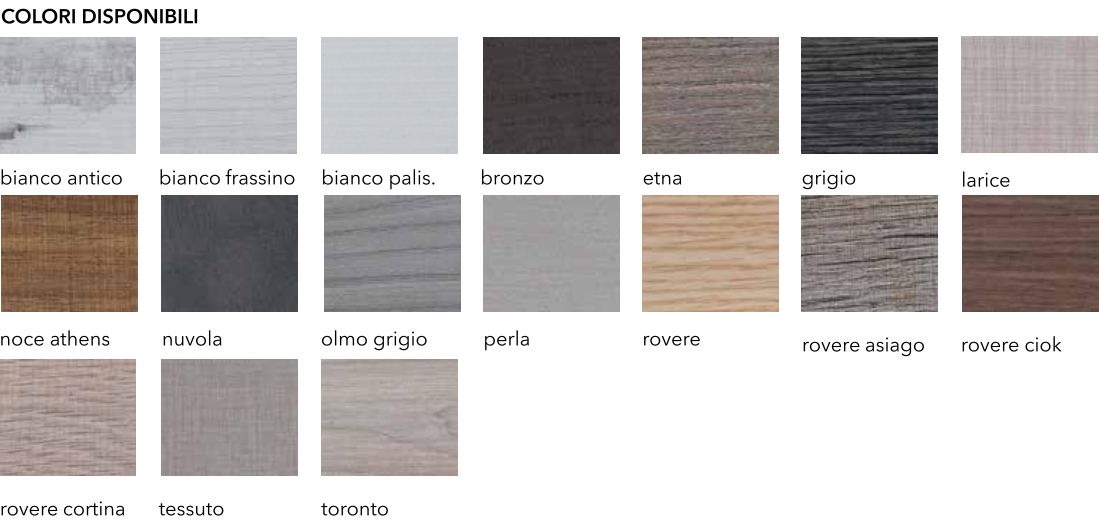 COLORI DISPONIBILI
bianco antico bianco frassino bianco palis. bronzo etna grigio larice
noce athens nuvola olmo grigio perla rovere rovere asiago rovere ciok
rovere cortina tessuto toronto